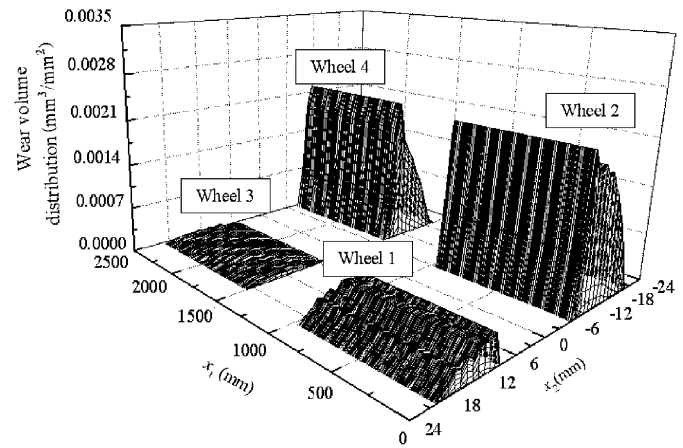 Wear volume
distribution (mm³/mm²)
0.0035
0.0028
0.0021
0.0014
0.0007
0.0000
Wheel 4
Wheel 2
Wheel 3
Wheel 1
2500
2000
1500
1000
500
0
x₁ (mm)
24
18
12
6
0
-6
-12
-18
-24
x₂(mm)